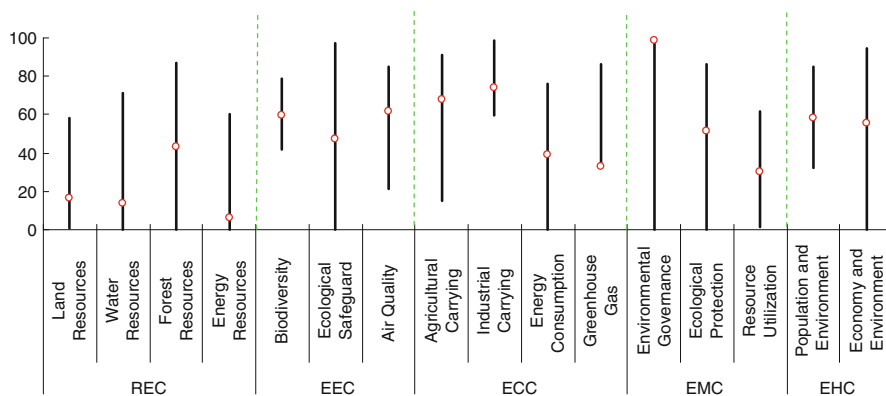 100
80
60
40
20
0
Land
Resources
Water
Resources
Forest
Resources
Energy
Resources
Biodiversity
Ecological
Safeguard
Air Quality
Agricultural
Carrying
Industrial
Carrying
Energy
Consumption
Greenhouse
Gas
Environmental
Governance
Ecological
Protection
Resource
Utilization
Population and
Environment
Economy and
Environment
REC
EEC
ECC
EMC
EHC